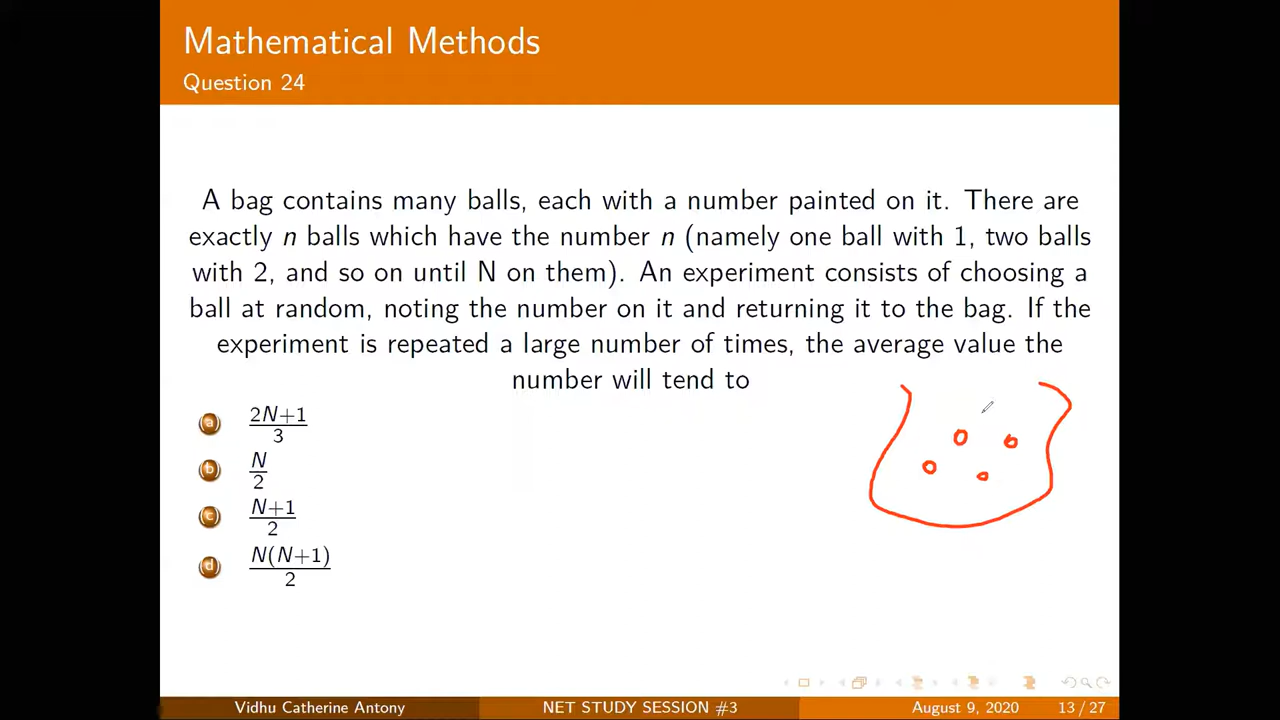 Mathematical Methods
Question 24
A bag contains many balls, each with a number painted on it. There are
exactly n balls which have the number n (namely one ball with 1, two balls
with 2, and so on until N on them). An experiment consists of choosing a
ball at random, noting the number on it and returning it to the bag. If the
experiment is repeated a large number of times, the average value the
number will tend to
a 2N+1/3
b N/2
c N+1/2
d N(N+1)/2
Vidhu Catherine Antony NET STUDY SESSION #3 August 9, 2020 13 / 27